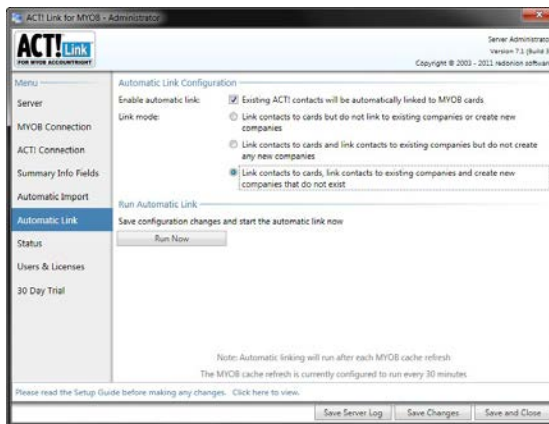 ACT! Link for MYOB - Administrator
ACT! Link
FOR MYOB ACCOUNTRIGHT
Server Administrator
Version 7.1 (Build
Copyright © 2003 - 2011 redonion software
Menu
Server
MYOB Connection
ACT! Connection
Summary Info Fields
Automatic Import
Automatic Link
Status
Users & Licenses
30 Day Trial
Automatic Link Configuration
Enable automatic link:
Existing ACT! contacts will be automatically linked to MYOB cards
Link mode:
Link contacts to cards but do not link to existing companies or create new
companies
Link contacts to cards and link contacts to existing companies but do not create
any new companies
Link contacts to cards, link contacts to existing companies and create new
companies that do not exist
Run Automatic Link
Save configuration changes and start the automatic link now
Run Now
Note: Automatic linking will run after each MYOB cache refresh
The MYOB cache refresh is currently configured to run every 30 minutes
Please read the Setup Guide before making any changes. Click here to view.
Save Server Log
Save Changes
Save and Close